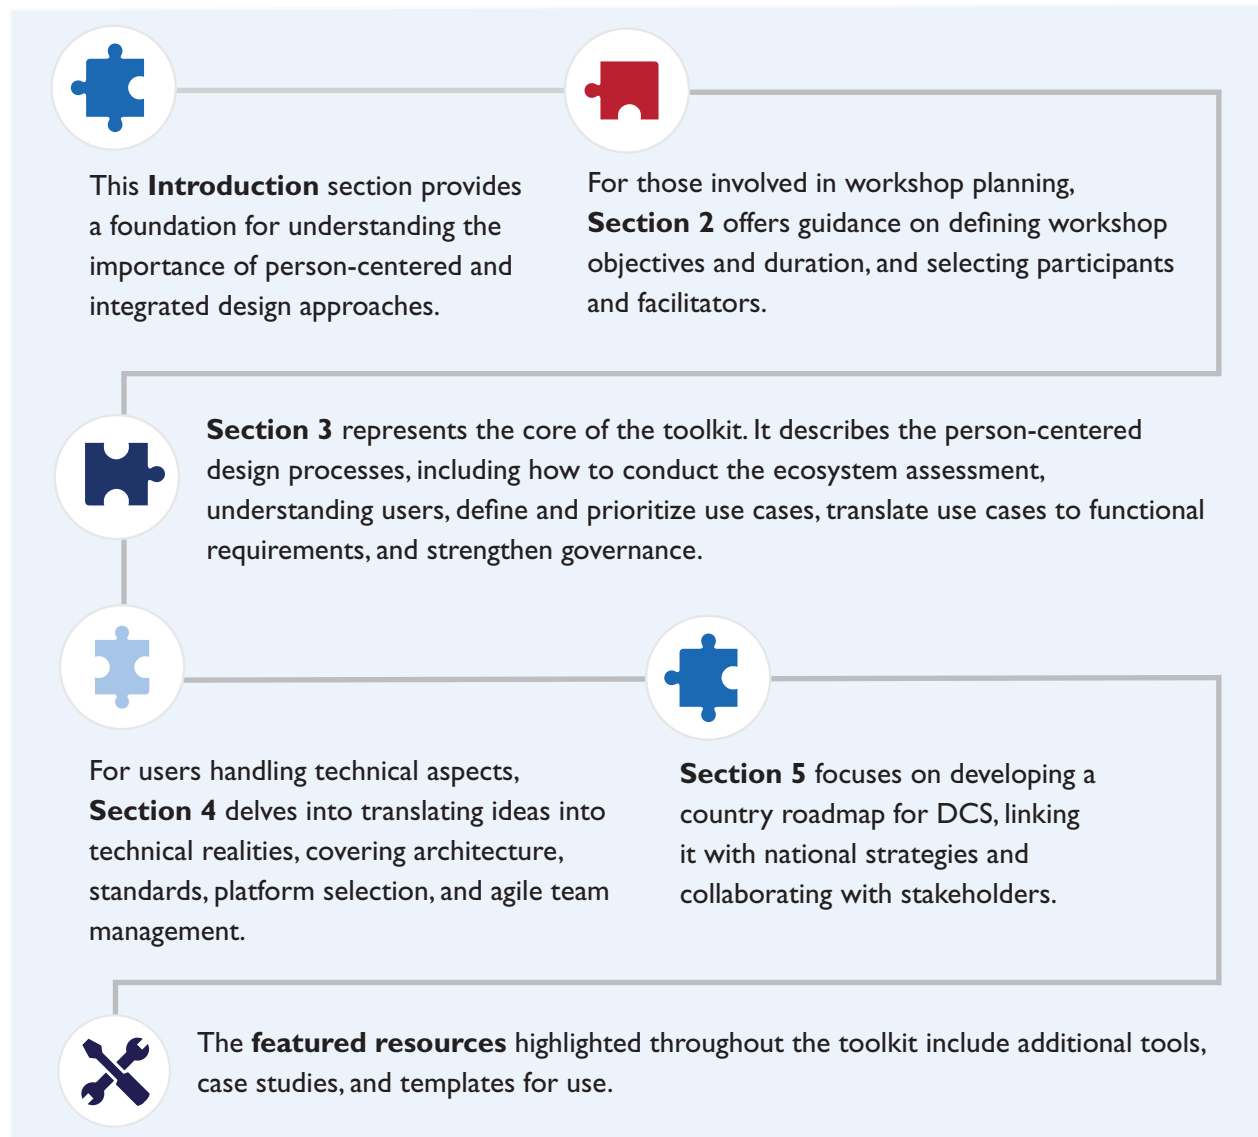 This Introduction section provides
a foundation for understanding the
importance of person-centered and
integrated design approaches.
For those involved in workshop planning,
Section 2 offers guidance on defining workshop
objectives and duration, and selecting participants
and facilitators.
Section 3 represents the core of the toolkit. It describes the person-centered
design processes, including how to conduct the ecosystem assessment,
understanding users, define and prioritize use cases, translate use cases to functional
requirements, and strengthen governance.
For users handling technical aspects,
Section 4 delves into translating ideas into
technical realities, covering architecture,
standards, platform selection, and agile team
management.
Section 5 focuses on developing a
country roadmap for DCS, linking
it with national strategies and
collaborating with stakeholders.
The featured resources highlighted throughout the toolkit include additional tools,
case studies, and templates for use.